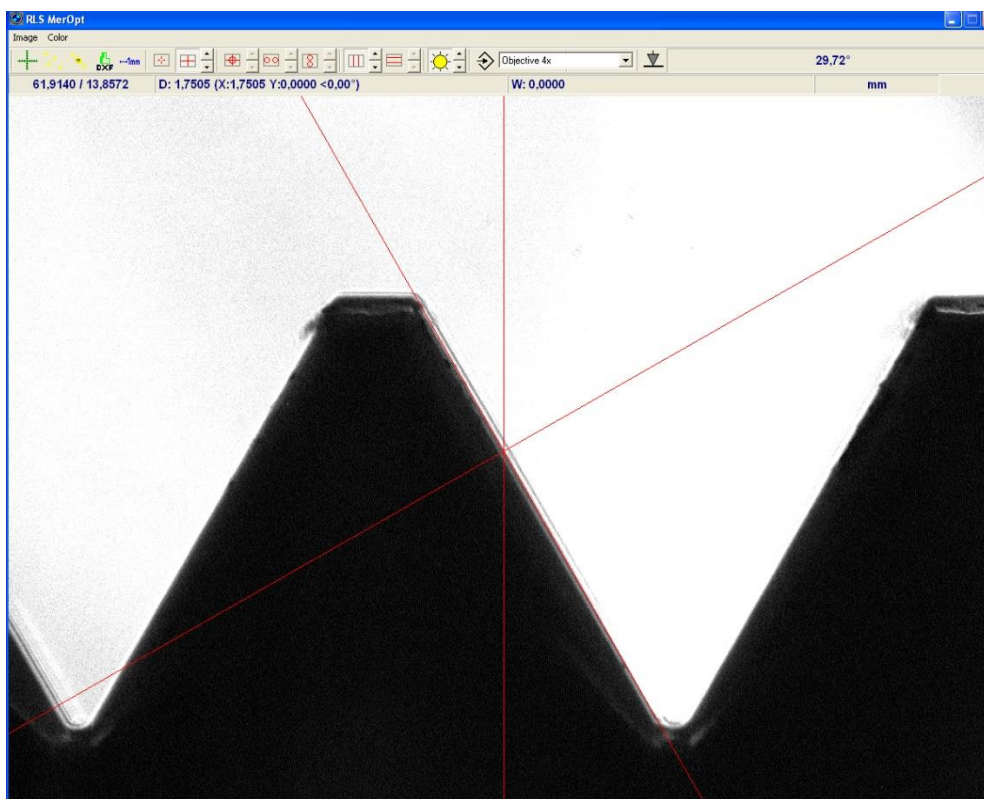 RLS MerOpt
Image Color
DXF 1mm Objective 4x 29,72°
61,9140 / 13,8572 D: 1,7505 (X:1,7505 Y:0,0000 <0,00°) W: 0,0000 mm